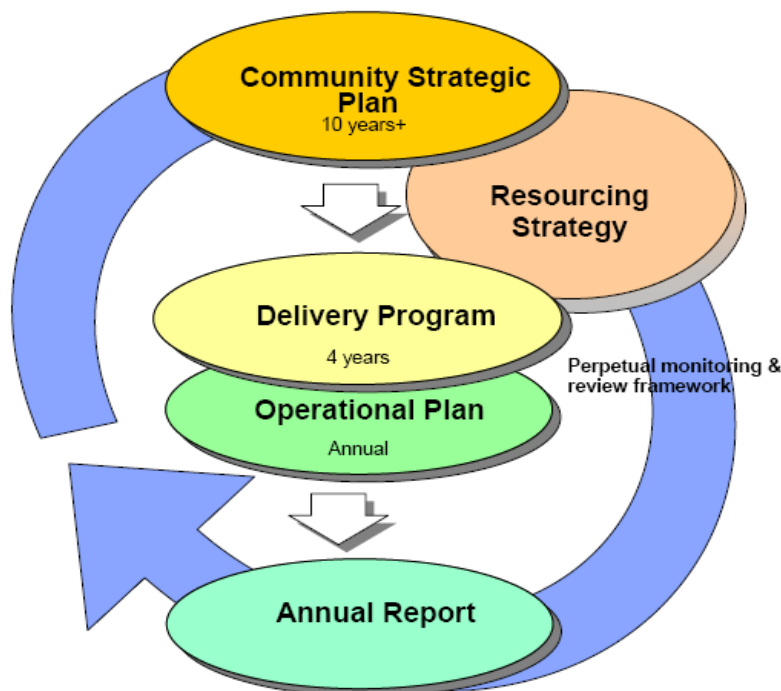 Community Strategic
Plan
10 years+
Resourcing
Strategy
Delivery Program
4 years
Perpetual monitoring &
review framework
Operational Plan
Annual
Annual Report